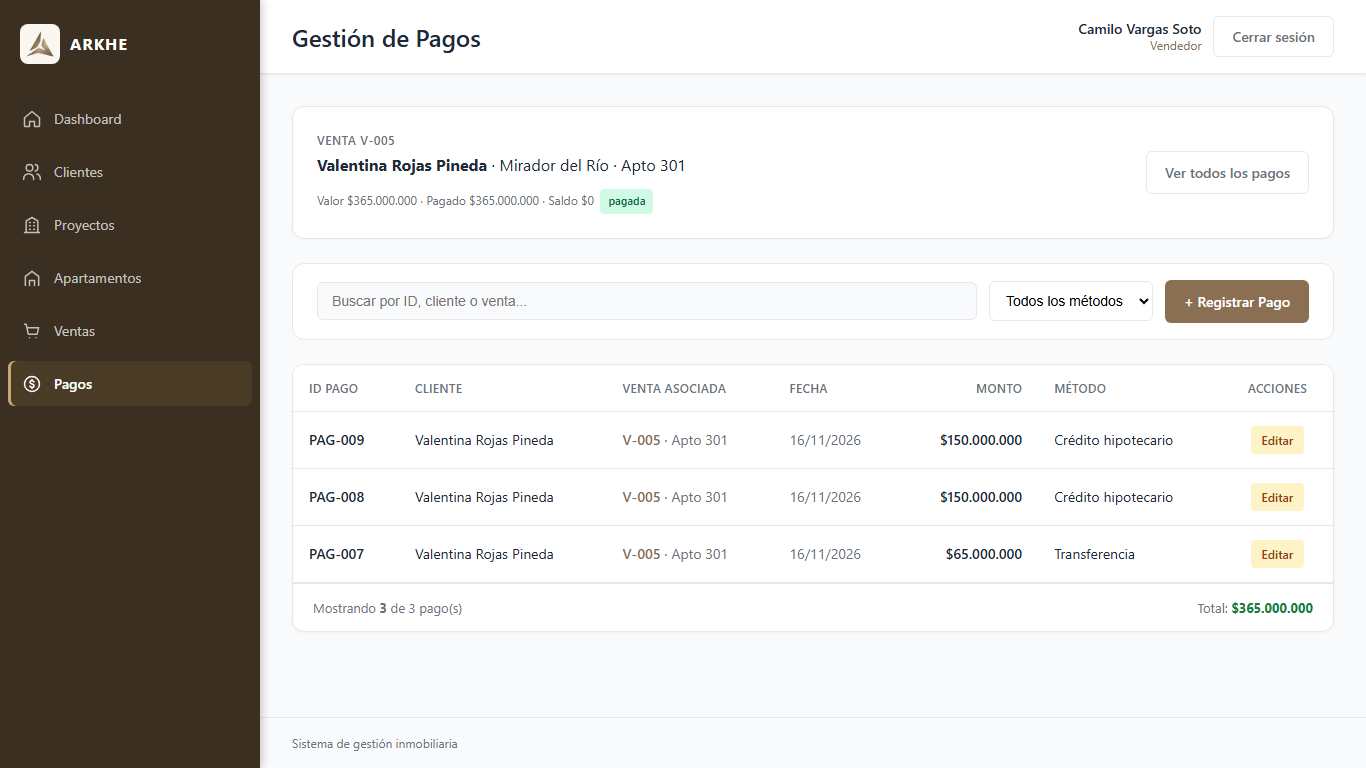 ARKHE
Dashboard
Clientes
Proyectos
Apartamentos
Ventas
Pagos
Gestión de Pagos
Camilo Vargas Soto
Vendedor
Cerrar sesión
VENTA V-005
Valentina Rojas Pineda · Mirador del Río · Apto 301
Valor $365.000.000 · Pagado $365.000.000 · Saldo $0 pagada
Ver todos los pagos
Buscar por ID, cliente o venta... Todos los métodos + Registrar Pago
ID PAGO CLIENTE VENTA ASOCIADA FECHA MONTO MÉTODO ACCIONES
PAG-009 Valentina Rojas Pineda V-005 · Apto 301 16/11/2026 $150.000.000 Crédito hipotecario Editar
PAG-008 Valentina Rojas Pineda V-005 · Apto 301 16/11/2026 $150.000.000 Crédito hipotecario Editar
PAG-007 Valentina Rojas Pineda V-005 · Apto 301 16/11/2026 $65.000.000 Transferencia Editar
Mostrando 3 de 3 pago(s) Total: $365.000.000
Sistema de gestión inmobiliaria